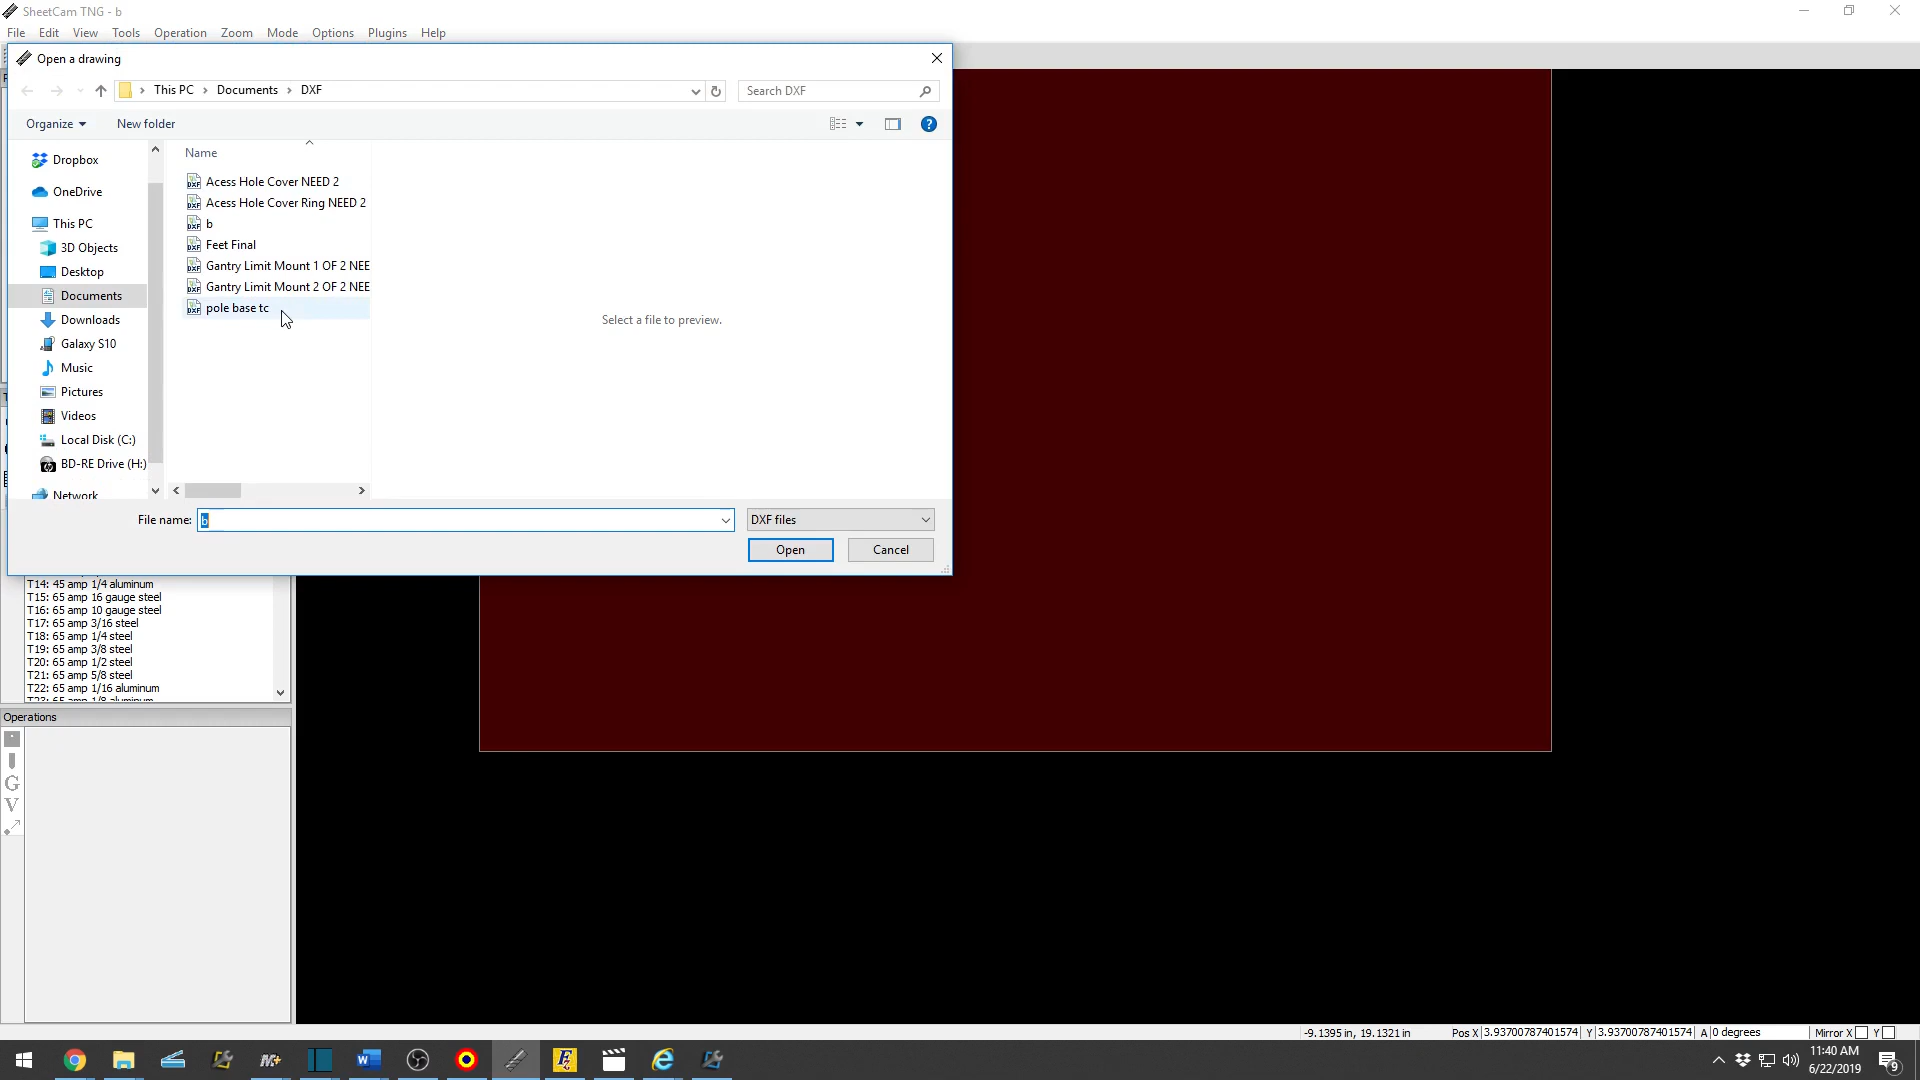 SheetCam TNG - b
File Edit View Tools Operation Zoom Mode Options Plugins Help
Open a drawing
This PC > Documents > DXF
Search DXF
Organize
New folder
Name
Dropbox
OneDrive
This PC
3D Objects
Desktop
Documents
Downloads
Galaxy S10
Music
Pictures
Videos
Local Disk (C:)
BD-RE Drive (H:)
Network
Acess Hole Cover NEED 2
Acess Hole Cover Ring NEED 2
b
Feet Final
Gantry Limit Mount 1 OF 2 NEE
Gantry Limit Mount 2 OF 2 NEE
pole base tc
Select a file to preview.
File name: b
DXF files
Open
Cancel
T14: 45 amp 1/4 aluminum
T15: 65 amp 16 gauge steel
T16: 65 amp 10 gauge steel
T17: 65 amp 3/16 steel
T18: 65 amp 1/4 steel
T19: 65 amp 3/8 steel
T20: 65 amp 1/2 steel
T21: 65 amp 5/8 steel
T22: 65 amp 1/16 aluminum
T23: 65 amp 1/8 aluminum
Operations
G
V
-9.1395 in, 19.1321 in
Pos X 3.93700787401574 Y 3.93700787401574 A 0 degrees Mirror X Y
11:40 AM
6/22/2019
9